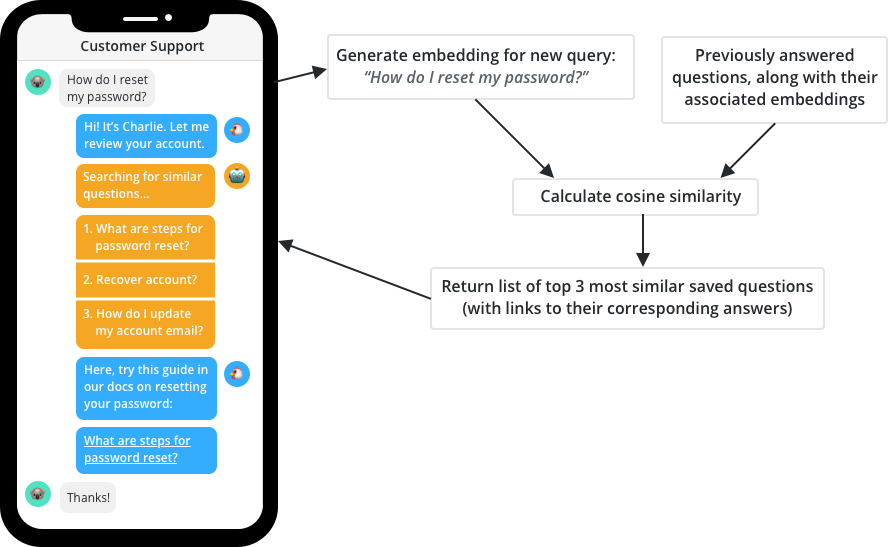 Customer Support
How do I reset
my password?
Hi! It’s Charlie. Let me
review your account.
Searching for similar
questions...
1. What are steps for
password reset?
2. Recover account?
3. How do I update
my account email?
Here, try this guide in
our docs on resetting
your password:
What are steps for
password reset?
Thanks!
Generate embedding for new query:
“How do I reset my password?”
Previously answered
questions, along with their
associated embeddings
Calculate cosine similarity
Return list of top 3 most similar saved questions
(with links to their corresponding answers)